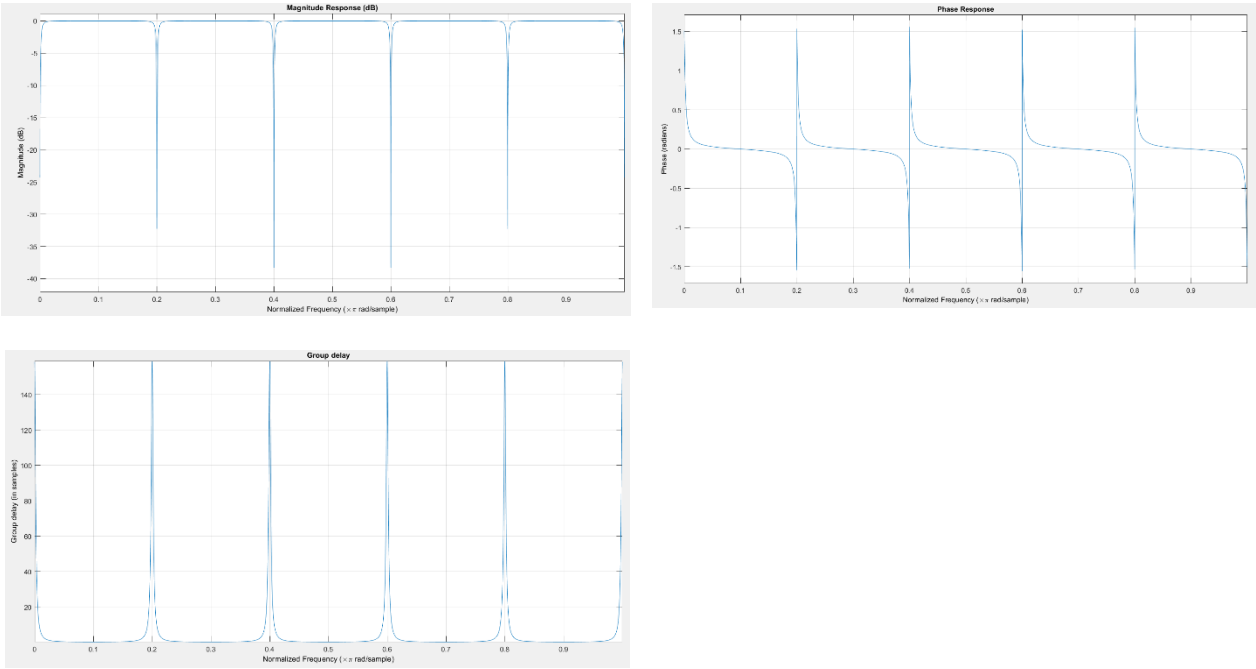 Magnitude Response (dB)
0
-5
-10
-15
-20
-25
-30
-35
-40
Magnitude (dB)
0 0.1 0.2 0.3 0.4 0.5 0.6 0.7 0.8 0.9
Normalized Frequency (×π rad/sample)
Phase Response
1.5
1
0.5
0
-0.5
-1
-1.5
Phase (radians)
0 0.1 0.2 0.3 0.4 0.5 0.6 0.7 0.8 0.9
Normalized Frequency (×π rad/sample)
Group delay
140
120
100
80
60
40
20
Group delay (in samples)
0 0.1 0.2 0.3 0.4 0.5 0.6 0.7 0.8 0.9
Normalized Frequency (×π rad/sample)